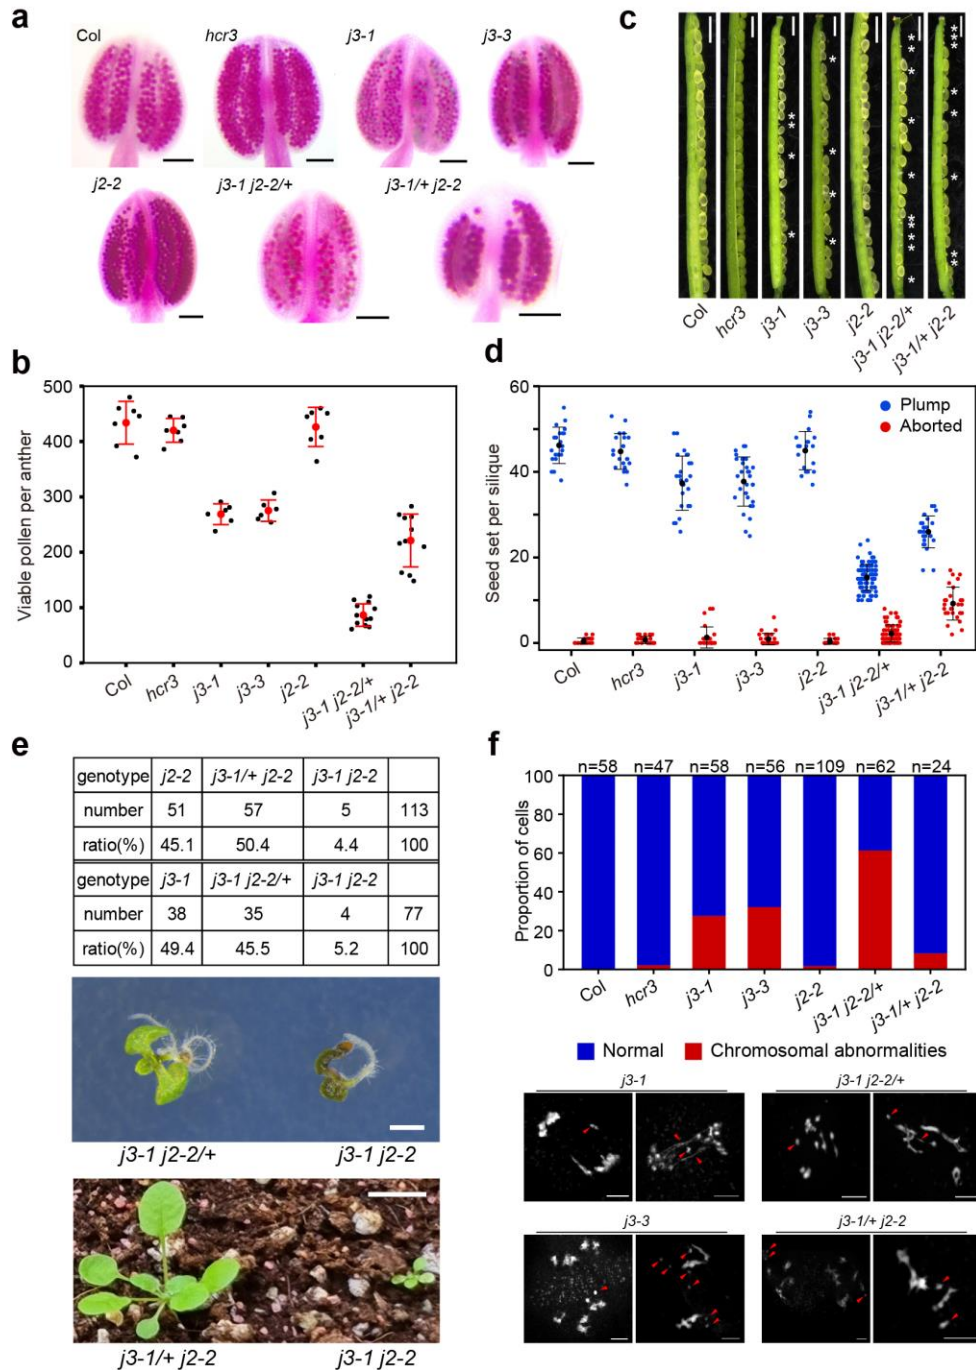 a
Col
hcr3
j3-1
j3-3
j2-2
j3-1 j2-2/+
j3-1/+ j2-2
b
Viable pollen per anther
500
400
300
200
100
0
Col
hcr3
j3-1
j3-3
j2-2
j3-1 j2-2/+
j3-1/+ j2-2
c
* * * * * * * * * * * * * * * * * * * * *
Col
hcr3
j3-1
j3-3
j2-2
j3-1 j2-2/+
j3-1/+ j2-2
d
Seed set per silique
60
40
20
0
Plump
Aborted
Col
hcr3
j3-1
j3-3
j2-2
j3-1 j2-2/+
j3-1/+ j2-2
e
genotype j2-2 j3-1/+ j2-2 j3-1 j2-2
number 51 57 5 113
ratio(%) 45.1 50.4 4.4 100
genotype j3-1 j3-1 j2-2/+ j3-1 j2-2
number 38 35 4 77
ratio(%) 49.4 45.5 5.2 100
j3-1 j2-2/+ j3-1 j2-2
j3-1/+ j2-2 j3-1 j2-2
f
n=58 n=47 n=58 n=56 n=109 n=62 n=24
Proportion of cells
100
80
60
40
20
0
Col
hcr3
j3-1
j3-3
j2-2
j3-1 j2-2/+
j3-1/+ j2-2
Normal Chromosomal abnormalities
j3-1 j3-1 j2-2/+
j3-3 j3-1/+ j2-2